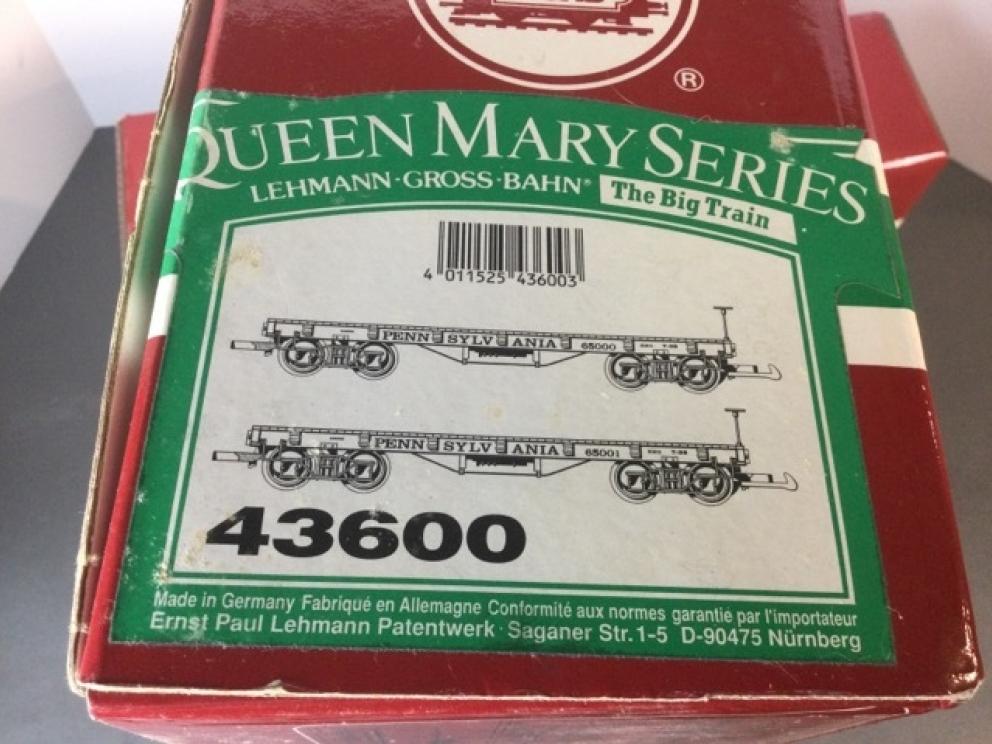 ®
QUEEN MARY SERIES
LEHMANN·GROSS·BAHN® The Big Train
4 011525 436003
PENN SYLV ANIA 65000
PENN SYLV ANIA 65001
43600
Made in Germany Fabriqué en Allemagne Conformité aux normes garantie par l'importateur
Ernst Paul Lehmann Patentwerk · Saganer Str. 1-5 D-90475 Nürnberg